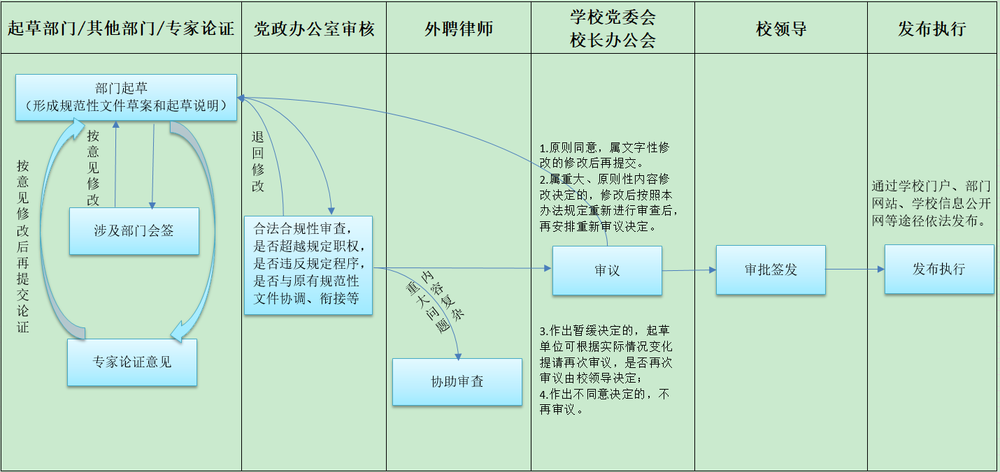 起草部门/其他部门/专家论证
党政办公室审核
外聘律师
学校党委会
校长办公会
校领导
发布执行
部门起草
（形成规范性文件草案和起草说明）
按意见修改
按意见修改后再提交论证
涉及部门会签
专家论证意见
退回修改
合法合规性审查，
是否超越规定职权，
是否违反规定程序，
是否与原有规范性
文件协调、衔接等
内容复杂
重大问题
协助审查
1.原则同意，属文字性修
改的修改后再提交。
2.属重大、原则性内容修
改决定的，修改后按照本
办法规定重新进行审查后，
再安排重新审议决定。
审议
3.作出暂缓决定的，起草
单位可根据实际情况变化
提请再次审议，是否再次
审议由校领导决定；
4.作出不同意决定的，不
再审议。
审批签发
通过学校门户、部门
网站、学校信息公开
网等途径依法发布。
发布执行